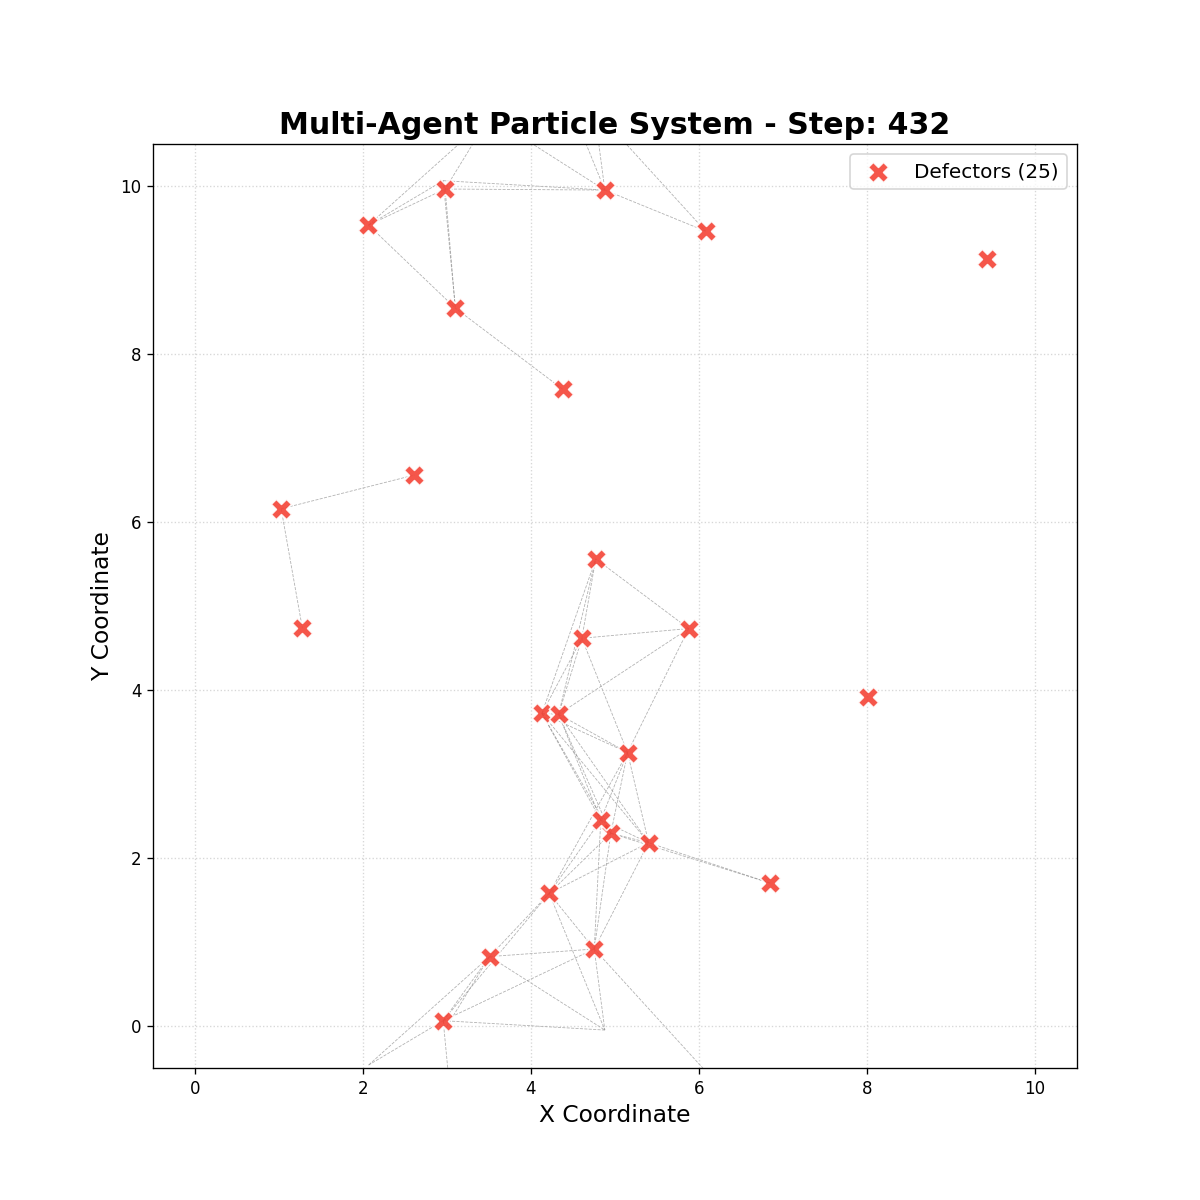 Multi-Agent Particle System - Step: 432
Defectors (25)
10
8
6
4
2
0
Y Coordinate
0 2 4 6 8 10
X Coordinate